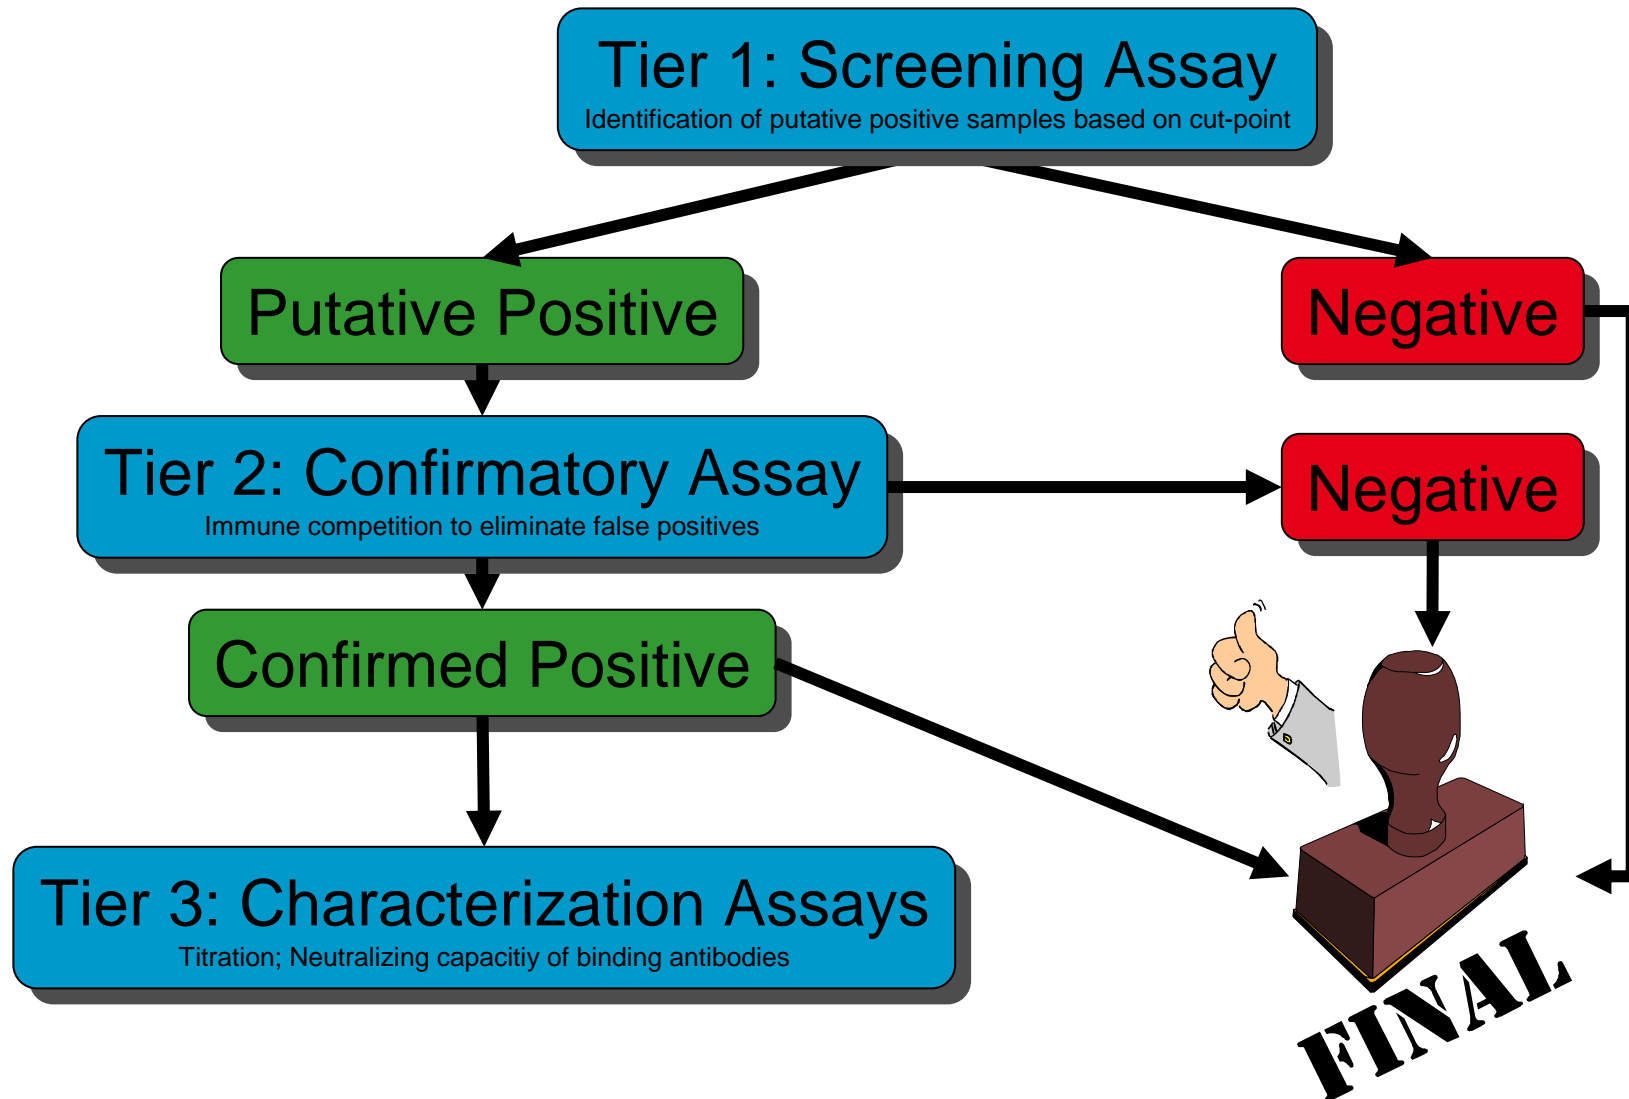 Tier 1: Screening Assay
Identification of putative positive samples based on cut-point
Putative Positive
Negative
Tier 2: Confirmatory Assay
Immune competition to eliminate false positives
Negative
Confirmed Positive
Tier 3: Characterization Assays
Titration; Neutralizing capacitiy of binding antibodies
FINAL